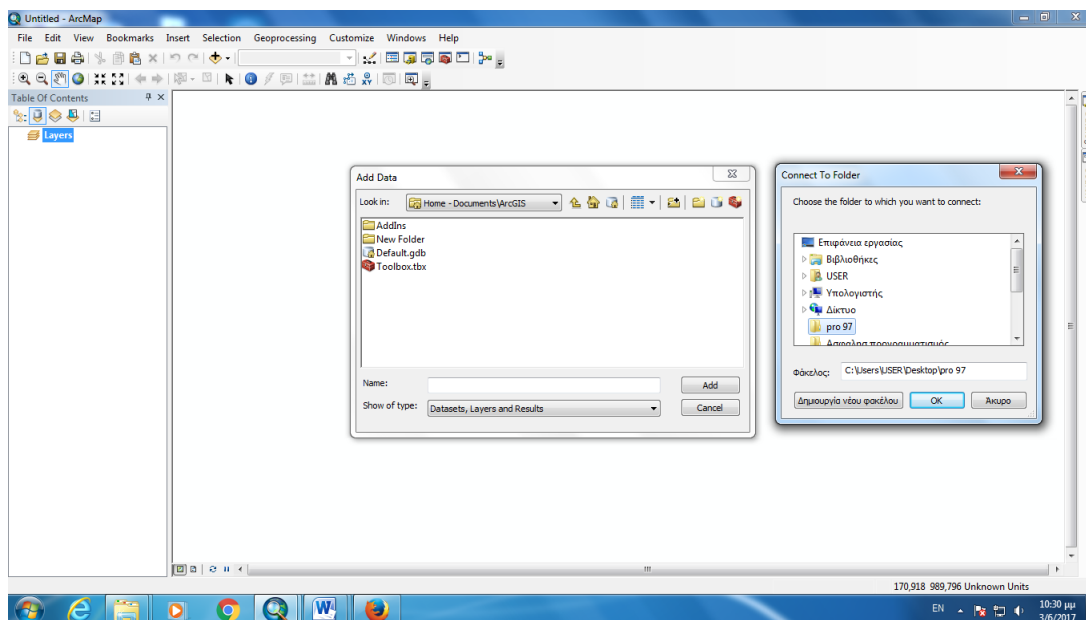 Untitled - ArcMap
File Edit View Bookmarks Insert Selection Geoprocessing Customize Windows Help
Table Of Contents
Layers
Add Data
Look in: Home - Documents\ArcGIS
AddIns
New Folder
Default.gdb
Toolbox.tbx
Name:
Add
Show of type: Datasets, Layers and Results
Cancel
Connect To Folder
Choose the folder to which you want to connect:
Επιφάνεια εργασίας
Βιβλιοθήκες
USER
Υπολογιστής
Δίκτυο
pro 97
Ασφαλησ προγραμματισμός
Φάκελος: C:\Users\USER\Desktop\pro 97
Δημιουργία νέου φακέλου OK Άκυρο
170,918 989,796 Unknown Units
EN 10:30 μμ
3/6/2017